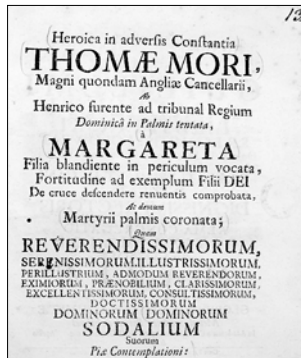 13
Heroica in adversis Constantia
THOMÆ MORI,
Magni quondam Angliæ Cancellarii,
Ab
Henrico furente ad tribunal Regium
Dominicâ in Palmis tentata,
à
MARGARETA
Filia blandiente in periculum vocata,
Fortitudine ad exemplum Filii DEI
De cruce descendere renuentis comprobata,
Ac demum
Martyrii palmis coronata;
Quam
REVERENDISSIMORUM,
SERENISSIMORUM, ILLUSTRISSIMORUM,
PERILLUSTRIUM, ADMODUM REVERENDORUM,
EXIMIORUM, PRÆNOBILIUM, CLARISSIMORUM,
EXCELLENTISSIMORUM, CONSULTISSIMORUM,
DOCTISSIMORUM
DOMINORUM DOMINORUM
SODALIUM
Suorum
Piæ Contemplationi: